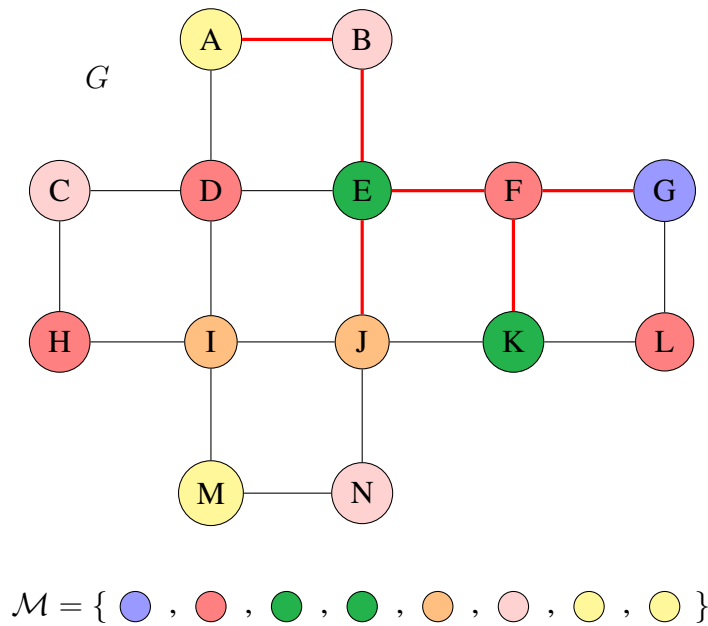 A B
G
C D E F G
H I J K L
M N
M = { , , , , , , , }